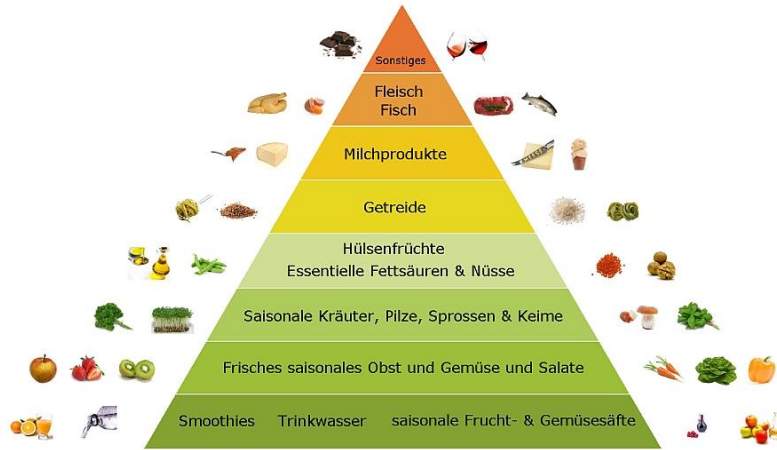 Sonstiges
Fleisch
Fisch
Milchprodukte
Getreide
Hülsenfrüchte
Essentielle Fettsäuren & Nüsse
Saisonale Kräuter, Pilze, Sprossen & Keime
Frisches saisonales Obst und Gemüse und Salate
Smoothies Trinkwasser saisonale Frucht- & Gemüsesäfte